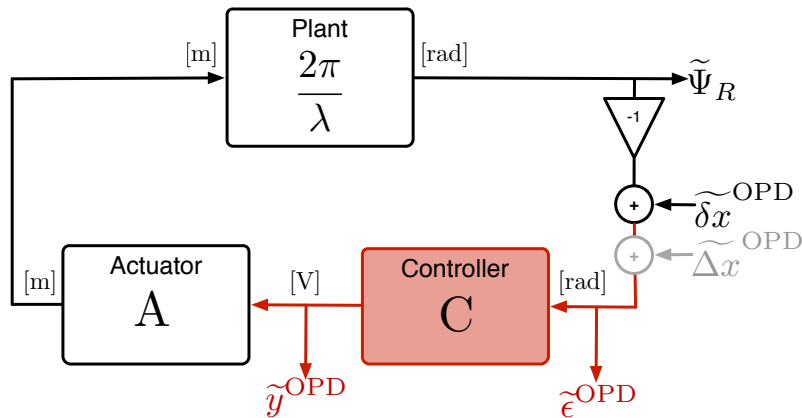 Plant
[m]
[rad]
2π
λ
Ψ̃_R
-1
+
δx̃^OPD
+
Δx̃^OPD
Actuator
Controller
[m]
[V]
[rad]
A
C
ỹ^OPD
ϵ̃^OPD